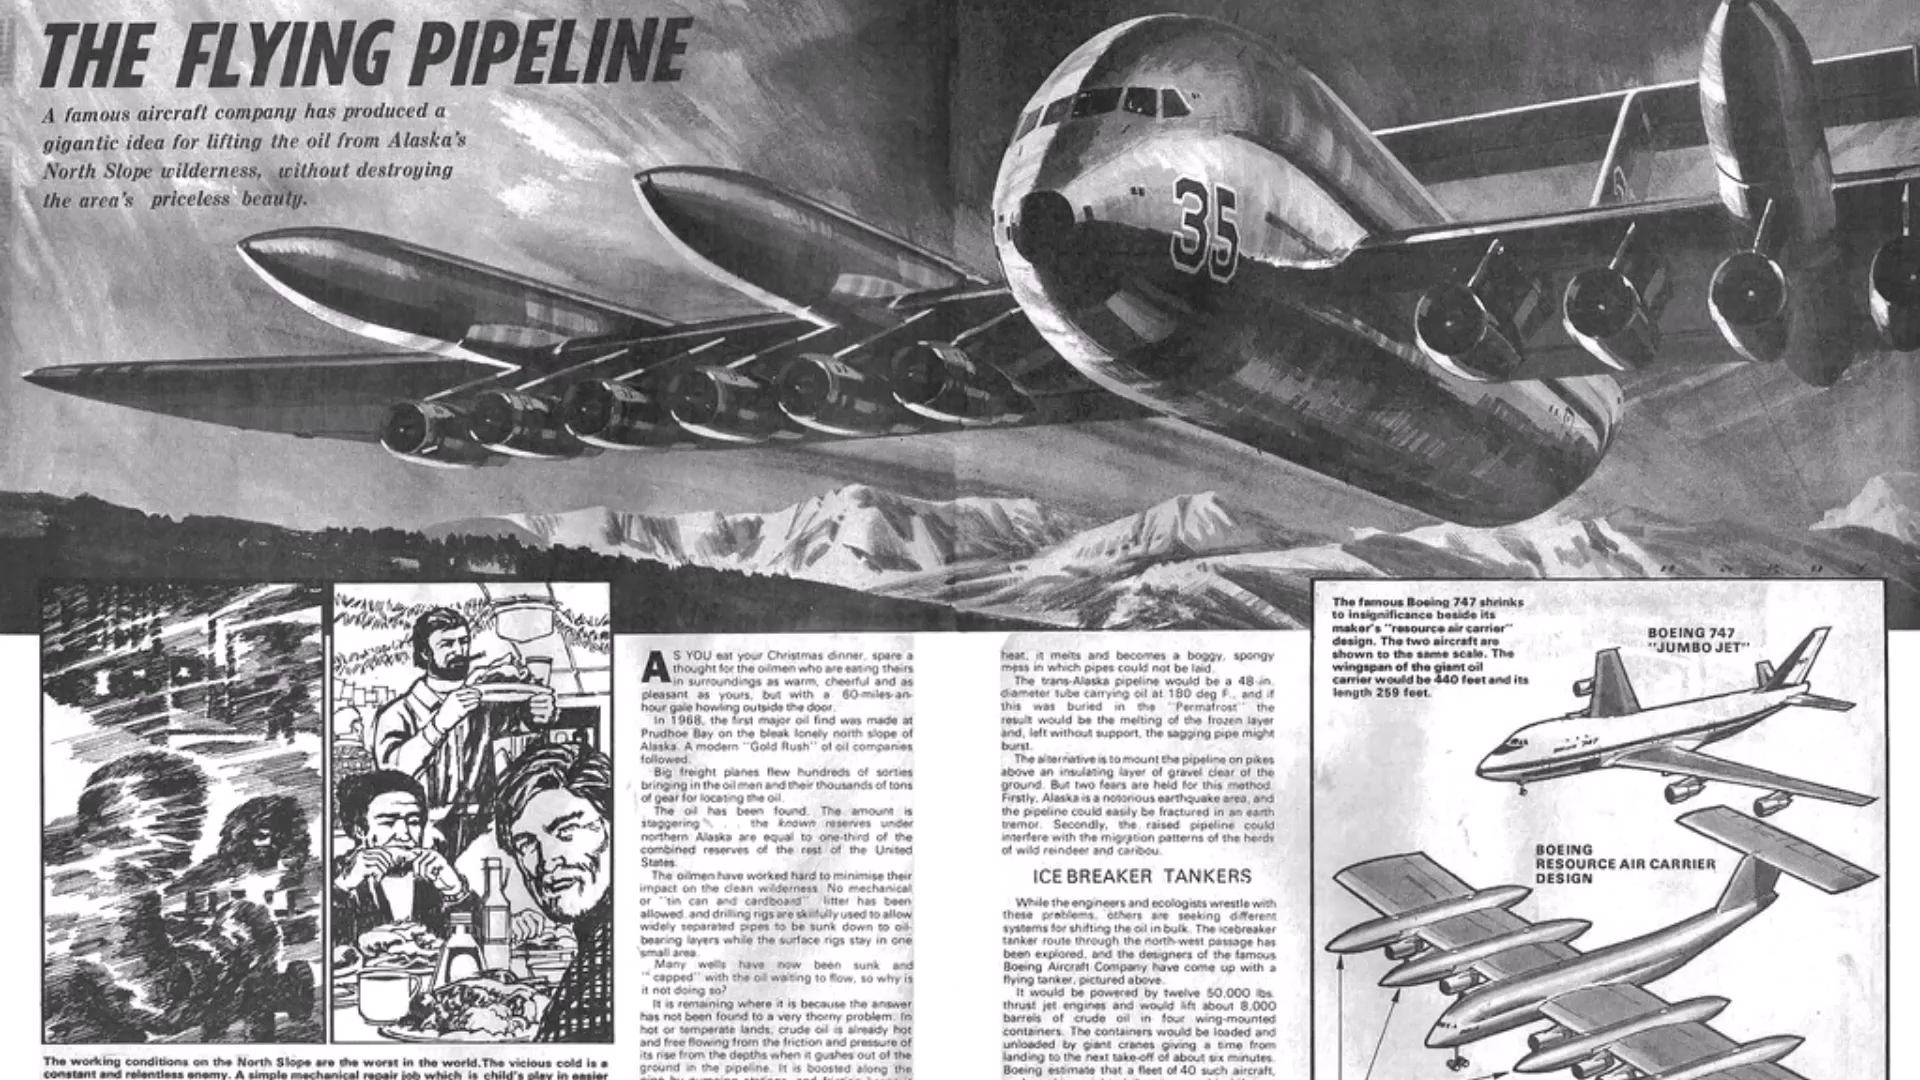 THE FLYING PIPELINE
A famous aircraft company has produced a
gigantic idea for lifting the oil from Alaska's
North Slope wilderness, without destroying
the area's priceless beauty.
35
The working conditions on the North Slope are the worst in the world. The vicious cold is a
constant and relentless enemy. A simple mechanical repair job which is child's play in easier
AS YOU eat your Christmas dinner, spare a
thought for the oilmen who are eating theirs
in surroundings as warm, cheerful and as
pleasant as yours, but with a 60-miles-an-
hour gale howling outside the door.
In 1968, the first major oil find was made at
Prudhoe Bay on the bleak lonely north slope of
Alaska. A modern "Gold Rush" of oil companies
followed.
Big freight planes flew hundreds of sorties
bringing in the oil men and their thousands of tons
of gear for locating the oil.
The oil has been found. The amount is
staggering . . . the known reserves under
northern Alaska are equal to one-third of the
combined reserves of the rest of the United
States.
The oilmen have worked hard to minimise their
impact on the clean wilderness. No mechanical
or "tin can and cardboard" litter has been
allowed, and drilling rigs are skilfully used to allow
widely separated pipes to be sunk down to oil-
bearing layers while the surface rigs stay in one
small area.
Many wells have now been sunk and
"capped" with the oil waiting to flow, so why is
it not doing so?
It is remaining where it is because the answer
has not been found to a very thorny problem. In
hot or temperate lands, crude oil is already hot
and free flowing from the friction and pressure of
its rise from the depths when it gushes out of the
ground in the pipeline. It is boosted along the
heat, it melts and becomes a boggy, spongy
mess in which pipes could not be laid.
The trans-Alaska pipeline would be a 48-in.
diameter tube carrying oil at 180 deg F., and if
this was buried in the "Permafrost" the
result would be the melting of the frozen layer
and, left without support, the sagging pipe might
burst.
The alternative is to mount the pipeline on pikes
above an insulating layer of gravel clear of the
ground. But two fears are held for this method.
Firstly, Alaska is a notorious earthquake area, and
the pipeline could easily be fractured in an earth
tremor. Secondly, the raised pipeline could
interfere with the migration patterns of the herds
of wild reindeer and caribou.
ICE BREAKER TANKERS
While the engineers and ecologists wrestle with
these problems, others are seeking different
systems for shifting the oil in bulk. The icebreaker
tanker route through the north-west passage has
been explored, and the designers of the famous
Boeing Aircraft Company have come up with a
flying tanker, pictured above.
It would be powered by twelve 50,000 lbs.
thrust jet engines and would lift about 8,000
barrels of crude oil in four wing-mounted
containers. The containers would be loaded and
unloaded by giant cranes giving a time from
landing to the next take-off of about six minutes.
Boeing estimate that a fleet of 40 such aircraft,
The famous Boeing 747 shrinks
to insignificance beside its
maker's "resource air carrier"
design. The two aircraft are
shown to the same scale. The
wingspan of the giant oil
carrier would be 440 feet and its
length 259 feet.
BOEING 747
"JUMBO JET"
BOEING 747
BOEING
RESOURCE AIR CARRIER
DESIGN